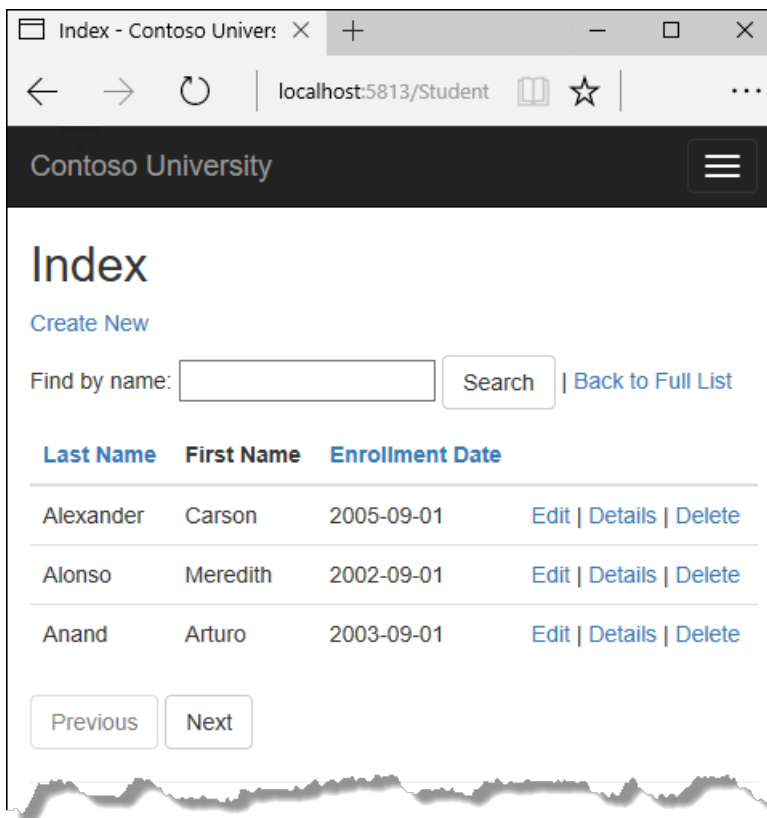 Index - Contoso Univers
localhost:5813/Student
Contoso University
Index
Create New
Find by name: Search | Back to Full List
Last Name First Name Enrollment Date
Alexander Carson 2005-09-01 Edit | Details | Delete
Alonso Meredith 2002-09-01 Edit | Details | Delete
Anand Arturo 2003-09-01 Edit | Details | Delete
Previous Next